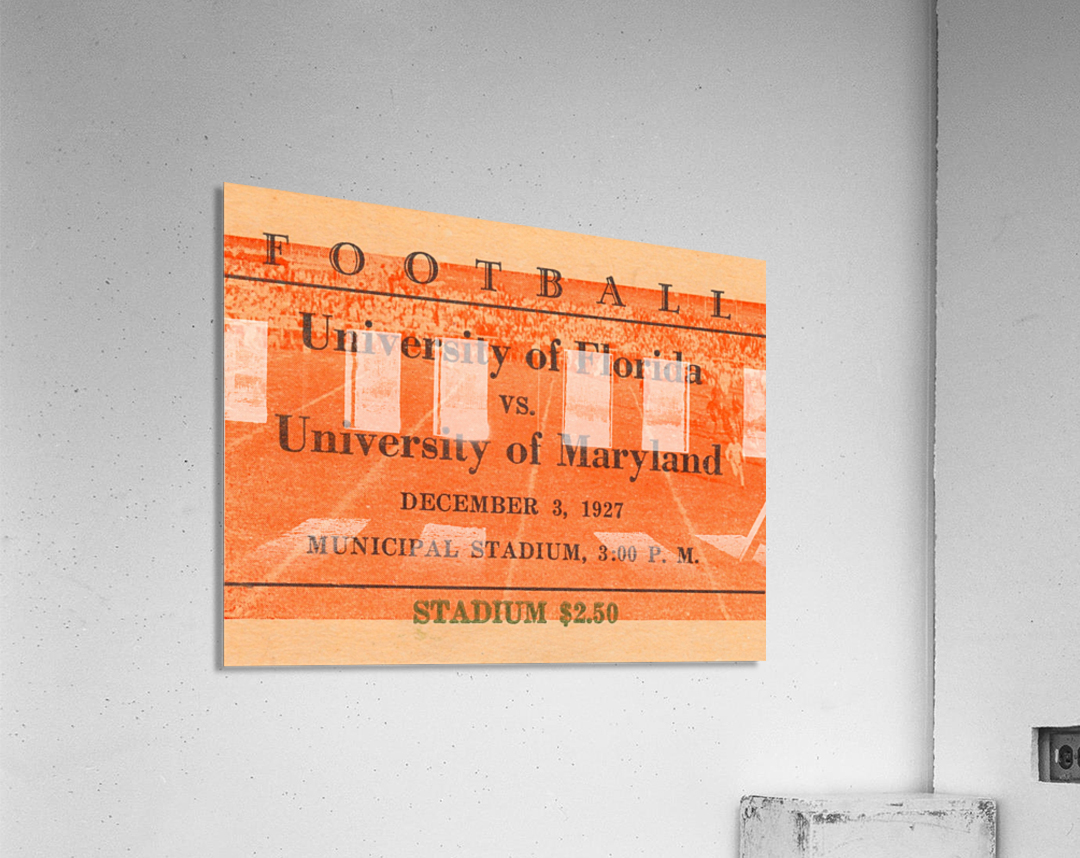 FOOTBALL
University of Florida
vs.
University of Maryland
DECEMBER 3, 1927
MUNICIPAL STADIUM, 3:00 P. M.
STADIUM $2.50